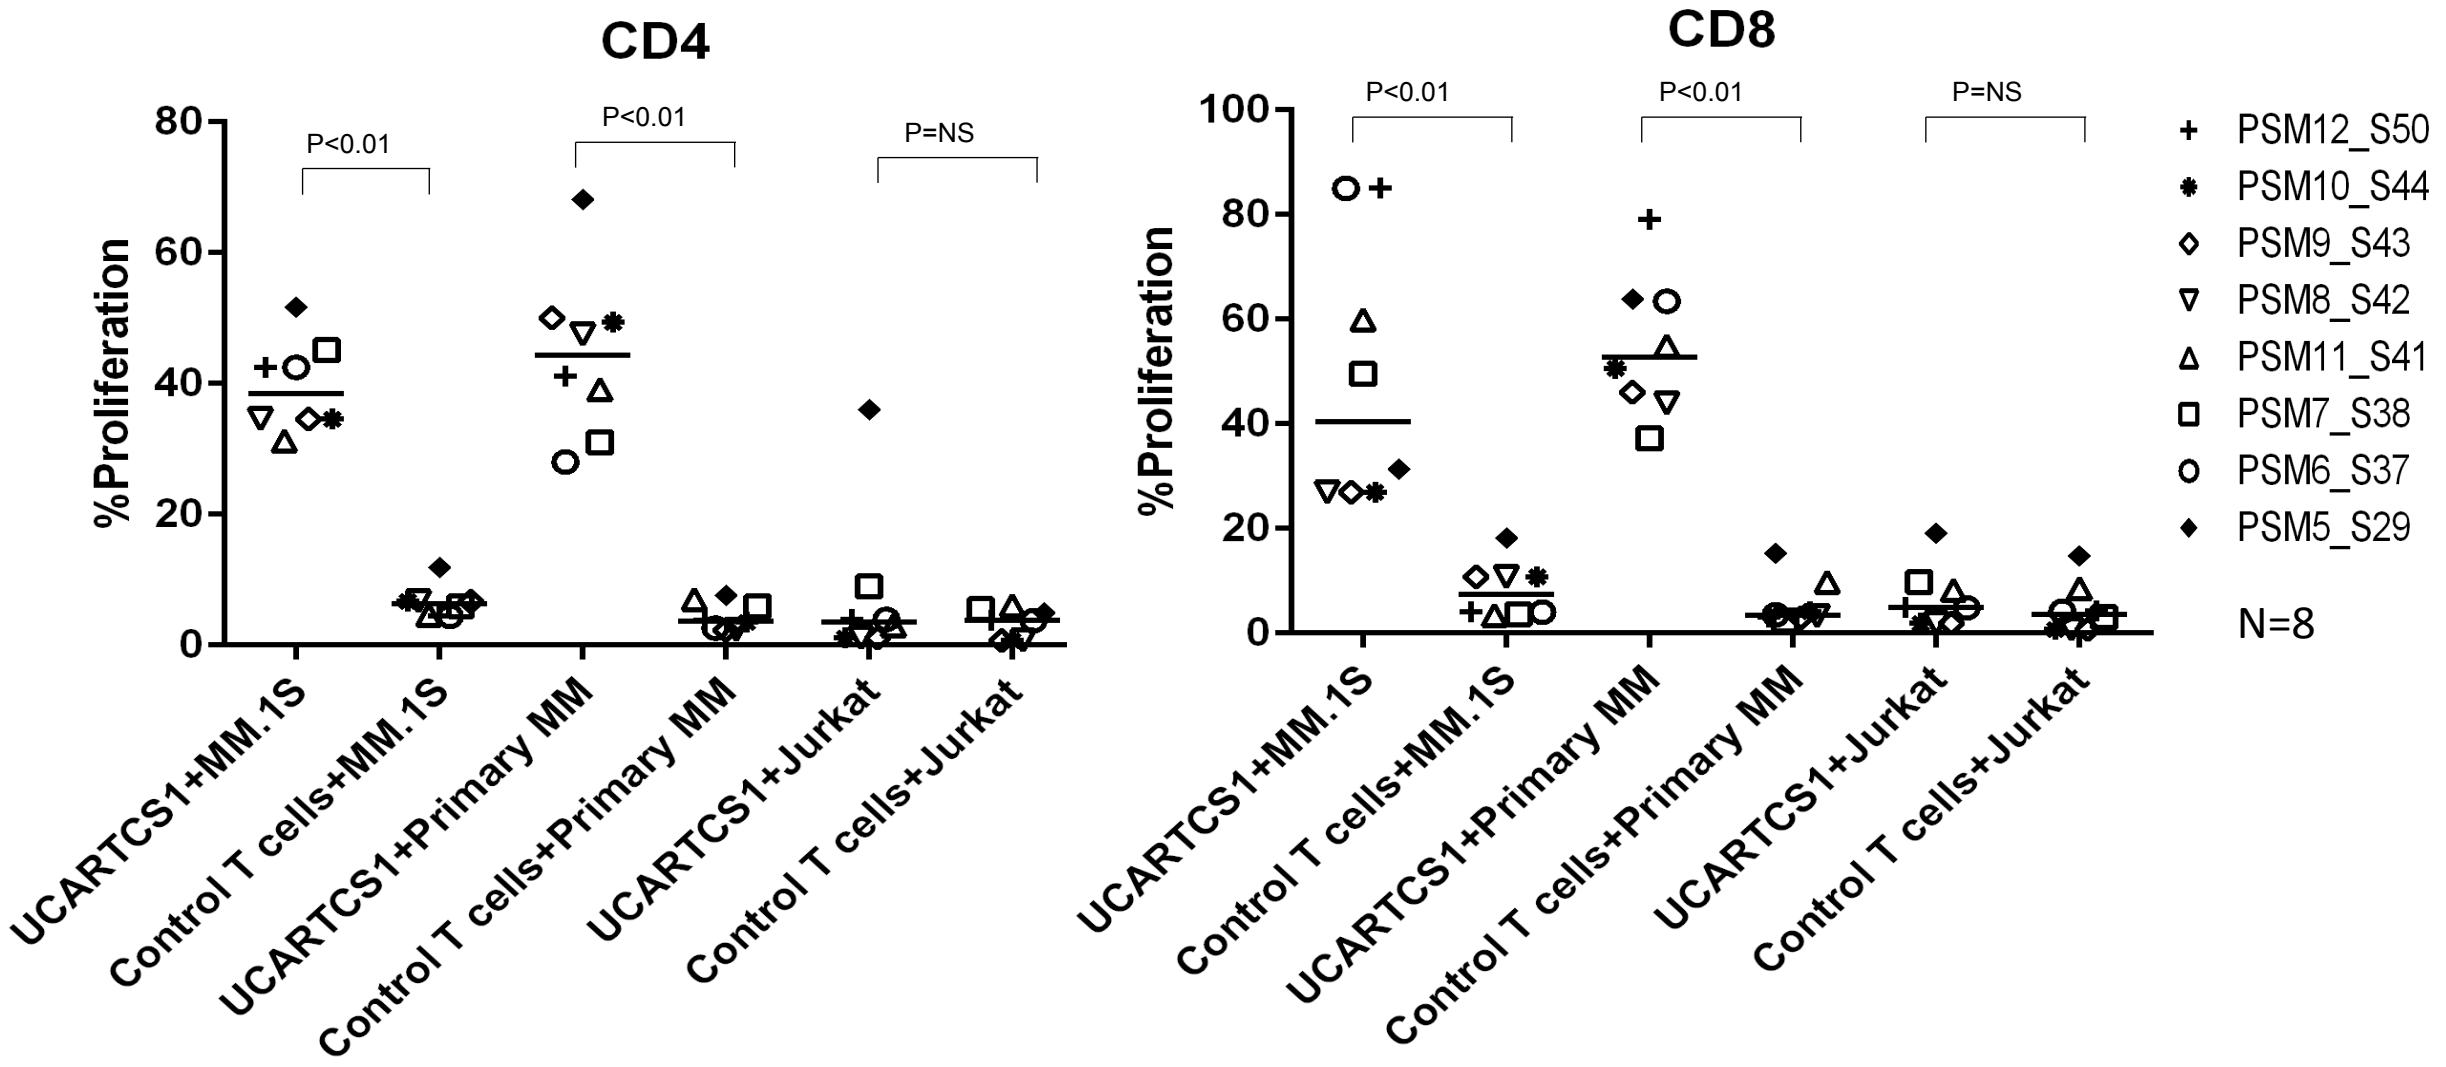 CD4
%Proliferation
80
60
40
20
0
P<0.01
P<0.01
P=NS
UCARTCS1+MM.1S
Control T cells+MM.1S
UCARTCS1+Primary MM
Control T cells+Primary MM
UCARTCS1+Jurkat
Control T cells+Jurkat
CD8
%Proliferation
100
80
60
40
20
0
P<0.01
P<0.01
P=NS
UCARTCS1+MM.1S
Control T cells+MM.1S
UCARTCS1+Primary MM
Control T cells+Primary MM
UCARTCS1+Jurkat
Control T cells+Jurkat
PSM12_S50
PSM10_S44
PSM9_S43
PSM8_S42
PSM11_S41
PSM7_S38
PSM6_S37
PSM5_S29
N=8